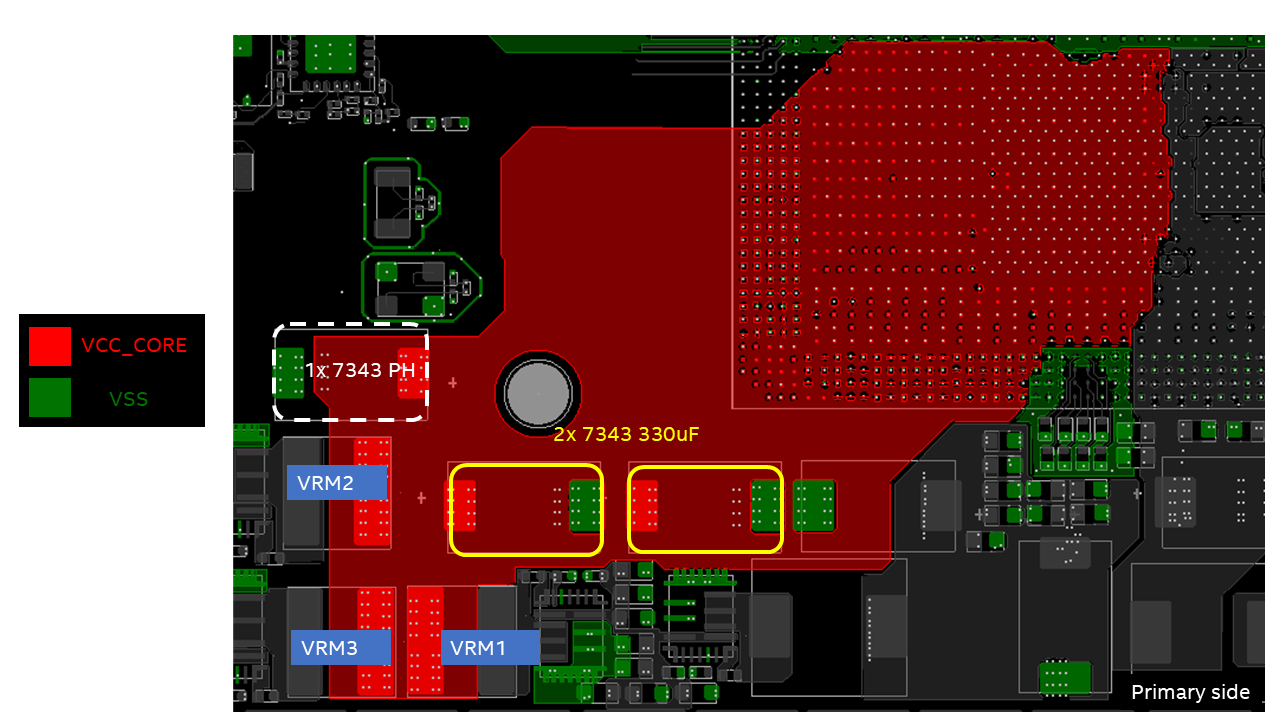 VCC_CORE
VSS
1x 7343 PH
2x 7343 330uF
VRM2
VRM3
VRM1
Primary side